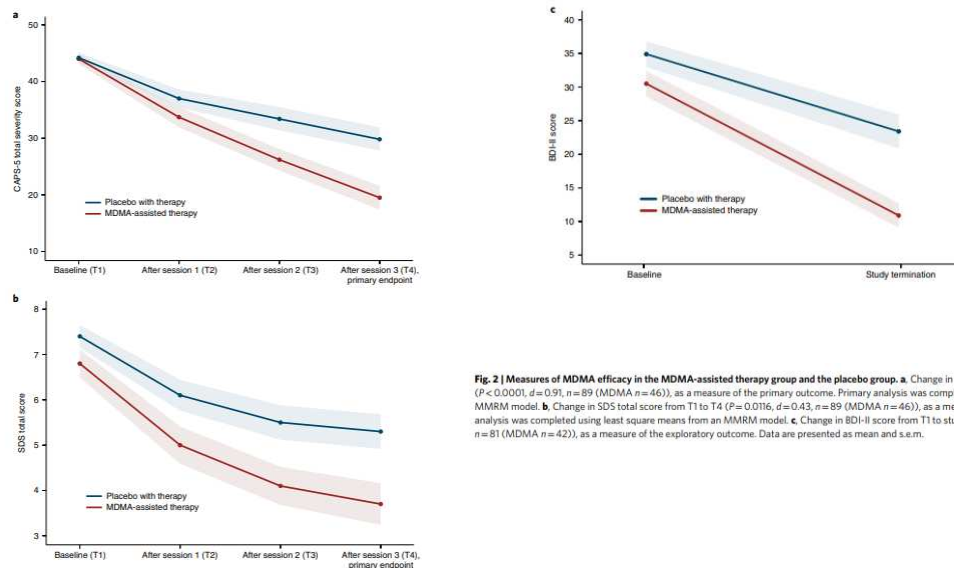 a
50
40
30
20
10
CAPS-5 total severity score
Placebo with therapy
MDMA-assisted therapy
Baseline (T1)
After session 1 (T2)
After session 2 (T3)
After session 3 (T4),
primary endpoint
b
8
7
6
5
4
3
SDS total score
Placebo with therapy
MDMA-assisted therapy
Baseline (T1)
After session 1 (T2)
After session 2 (T3)
After session 3 (T4),
primary endpoint
c
40
35
30
25
20
15
10
5
BDI-II score
Placebo with therapy
MDMA-assisted therapy
Baseline
Study termination
Fig. 2 | Measures of MDMA efficacy in the MDMA-assisted therapy group and the placebo group. a, Change in
(P < 0.0001, d = 0.91, n = 89 (MDMA n = 46)), as a measure of the primary outcome. Primary analysis was comp
MMRM model. b, Change in SDS total score from T1 to T4 (P = 0.0116, d = 0.43, n = 89 (MDMA n = 46)), as a me
analysis was completed using least square means from an MMRM model. c, Change in BDI-II score from T1 to stu
n = 81 (MDMA n = 42)), as a measure of the exploratory outcome. Data are presented as mean and s.e.m.